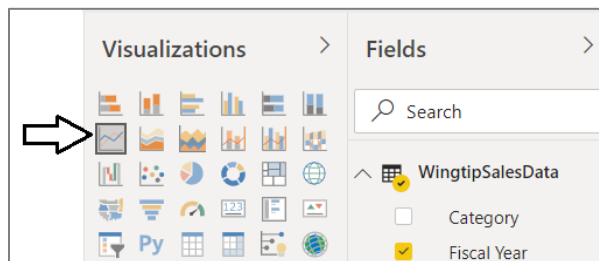 Visualizations
Fields
Search
123
WingtipSalesData
Category
Py
Fiscal Year